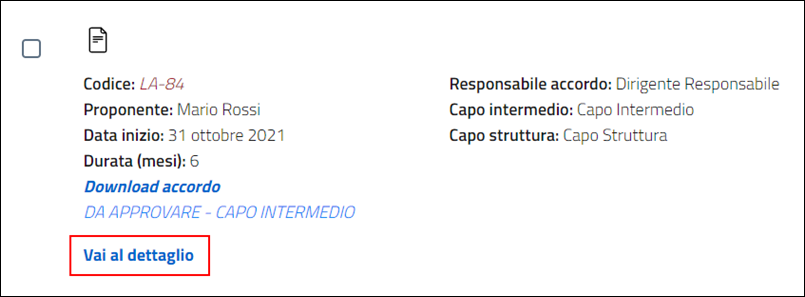 Codice: LA-84
Proponente: Mario Rossi
Data inizio: 31 ottobre 2021
Durata (mesi): 6
Download accordo
DA APPROVARE - CAPO INTERMEDIO
Vai al dettaglio
Responsabile accordo: Dirigente Responsabile
Capo intermedio: Capo Intermedio
Capo struttura: Capo Struttura